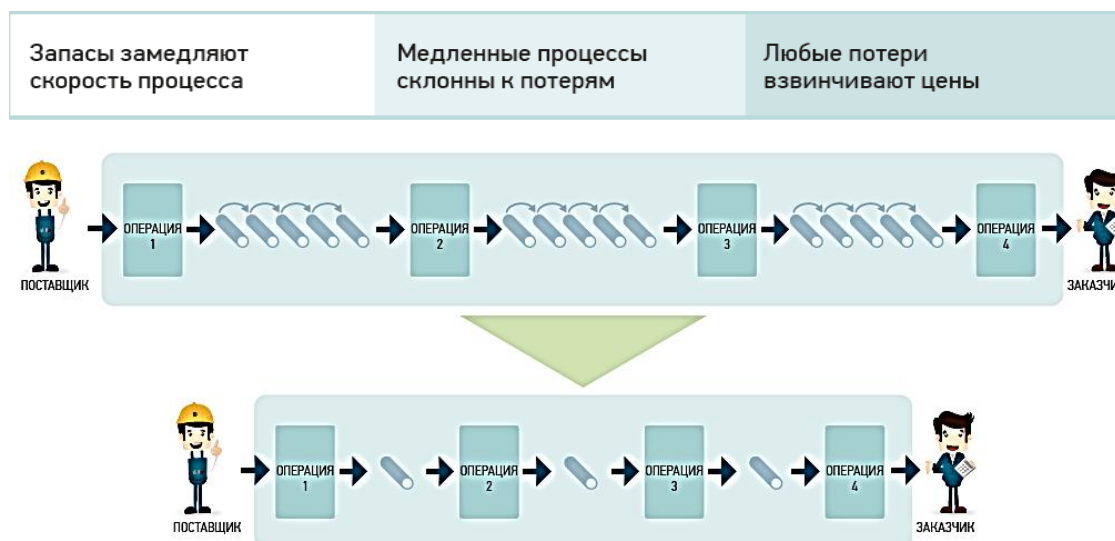 Запасы замедляют
скорость процесса
Медленные процессы
склонны к потерям
Любые потери
взвинчивают цены
ПОСТАВЩИК
ОПЕРАЦИЯ
1
ОПЕРАЦИЯ
2
ОПЕРАЦИЯ
3
ОПЕРАЦИЯ
4
ЗАКАЗЧИ
ПОСТАВЩИК
ОПЕРАЦИЯ
1
ОПЕРАЦИЯ
2
ОПЕРАЦИЯ
3
ОПЕРАЦИЯ
4
ЗАКАЗЧИК